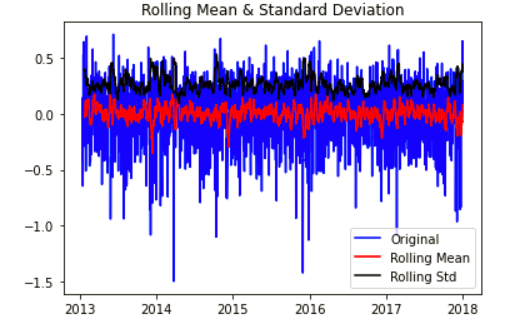 Rolling Mean & Standard Deviation
0.5
0.0
−0.5
−1.0
−1.5
Original
Rolling Mean
Rolling Std
2013 2014 2015 2016 2017 2018